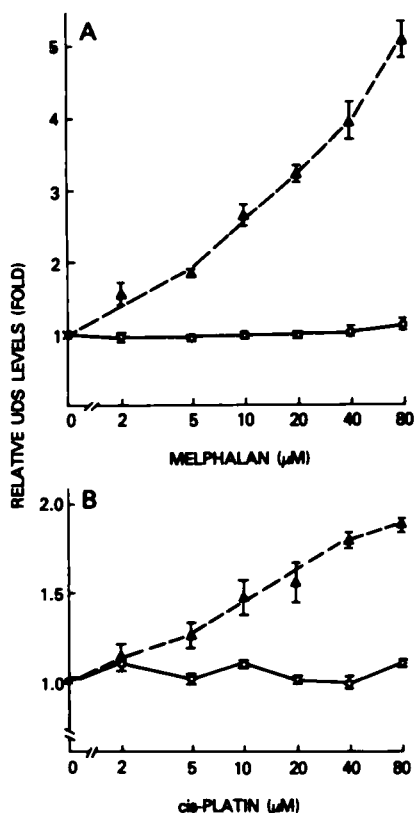 A
5
4
3
2
1
0 2 5 10 20 40 80
MELPHALAN (μM)
RELATIVE UDS LEVELS (FOLD)
B
2.0
1.5
1.0
0 2 5 10 20 40 80
cis-PLATIN (μM)